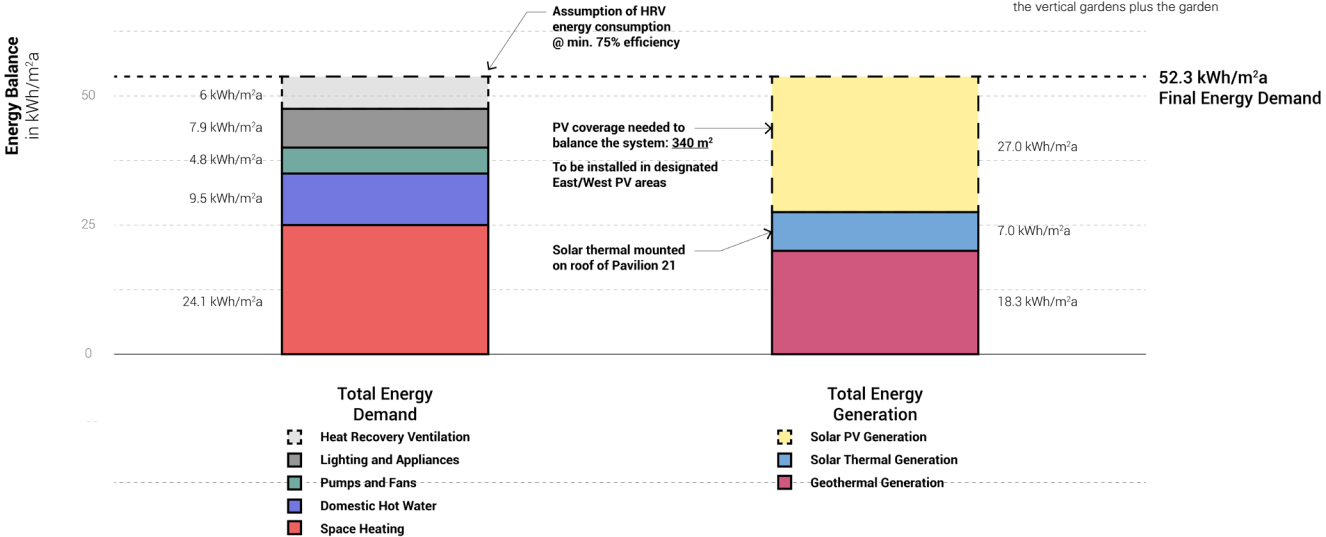 the vertical gardens plus the garden
Assumption of HRV
energy consumption
@ min. 75% efficiency
Energy Balance
in kWh/m²a
52.3 kWh/m²a
Final Energy Demand
50
25
0
6 kWh/m²a
7.9 kWh/m²a
4.8 kWh/m²a
9.5 kWh/m²a
24.1 kWh/m²a
PV coverage needed to
balance the system: 340 m²
To be installed in designated
East/West PV areas
Solar thermal mounted
on roof of Pavilion 21
27.0 kWh/m²a
7.0 kWh/m²a
18.3 kWh/m²a
Total Energy
Demand
Heat Recovery Ventilation
Lighting and Appliances
Pumps and Fans
Domestic Hot Water
Space Heating
Total Energy
Generation
Solar PV Generation
Solar Thermal Generation
Geothermal Generation